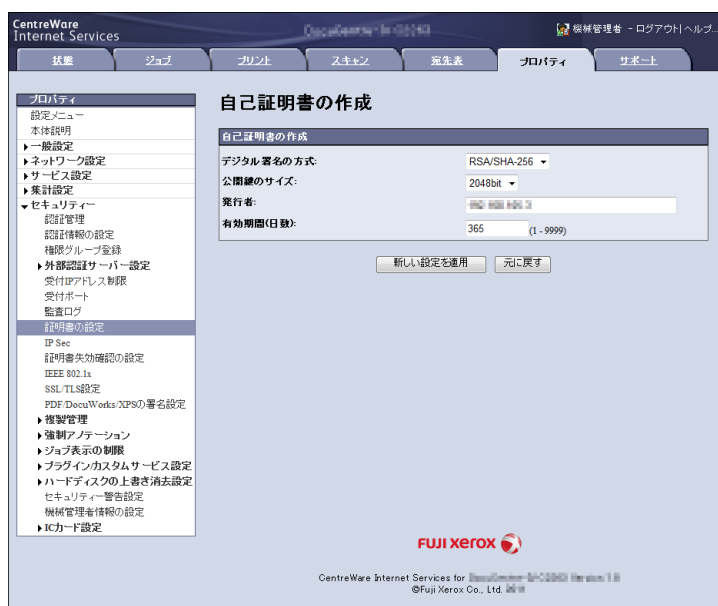 CentreWare
Internet Services
機械管理者 - ログアウト|ヘルプ...
状態
ジョブ
プリント
スキャン
宛先表
プロパティ
サポート
プロパティ
設定メニュー
本体説明
一般設定
ネットワーク設定
サービス設定
集計設定
セキュリティー
認証管理
認証情報の設定
権限グループ登録
外部認証サーバー設定
受付IPアドレス制限
受付ポート
監査ログ
証明書の設定
IP Sec
証明書失効確認の設定
IEEE 802.1x
SSL/TLS設定
PDF/DocuWorks/XPSの署名設定
複製管理
強制アノテーション
ジョブ表示の制限
プラグイン/カスタムサービス設定
ハードディスクの上書き消去設定
セキュリティー警告設定
機械管理者情報の設定
ICカード設定
自己証明書の作成
自己証明書の作成
デジタル署名の方式:
RSA/SHA-256
公開鍵のサイズ:
2048bit
発行者:
有効期間(日数):
365
(1 - 9999)
新しい設定を適用
元に戻す
FUJI xerox
CentreWare Internet Services for
©Fuji Xerox Co., Ltd.